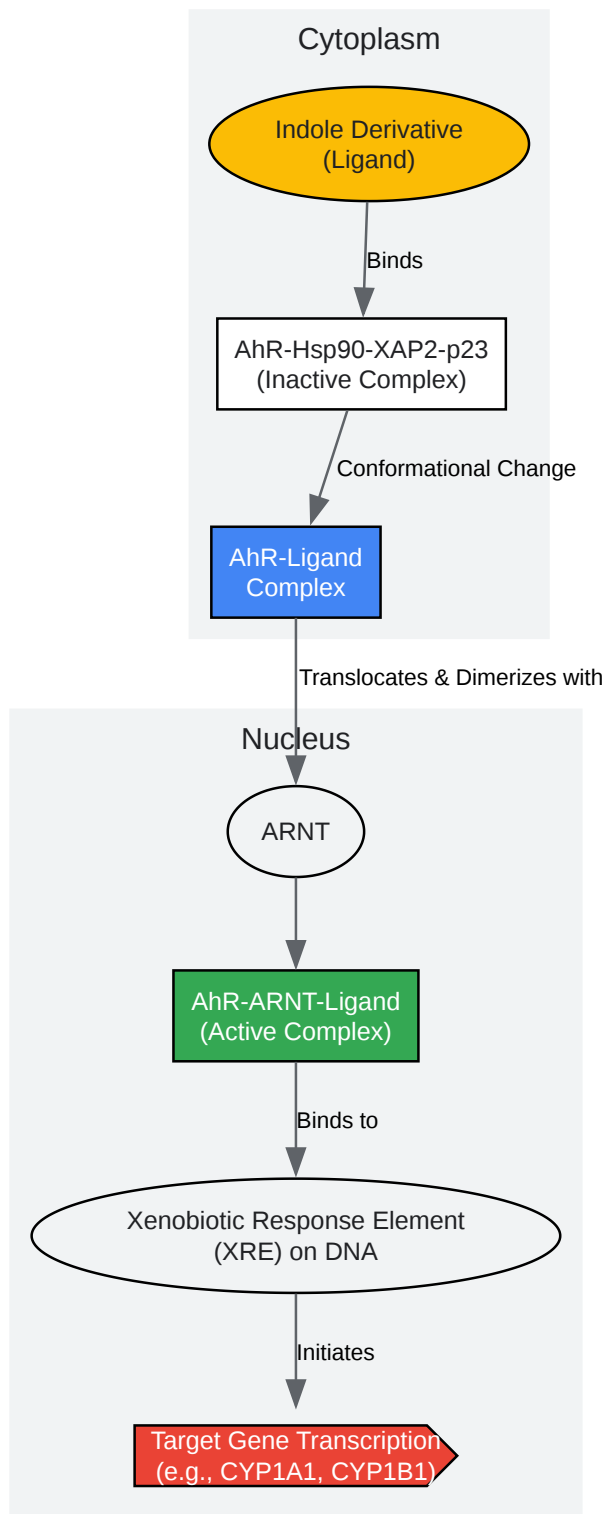 Cytoplasm
Indole Derivative
(Ligand)
Binds
AhR-Hsp90-XAP2-p23
(Inactive Complex)
Conformational Change
AhR-Ligand
Complex
Translocates & Dimerizes with
Nucleus
ARNT
AhR-ARNT-Ligand
(Active Complex)
Binds to
Xenobiotic Response Element
(XRE) on DNA
Initiates
Target Gene Transcription
(e.g., CYP1A1, CYP1B1)